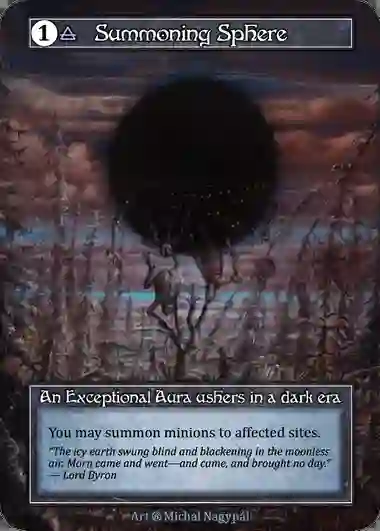 1 Summoning Sphere
An Exceptional Aura ushers in a dark era
You may summon minions to affected sites.
"The icy earth swung blind and blackening in the moonless
air. Morn came and went—and came, and brought no day."
— Lord Byron
Art @ Michal Nagypál